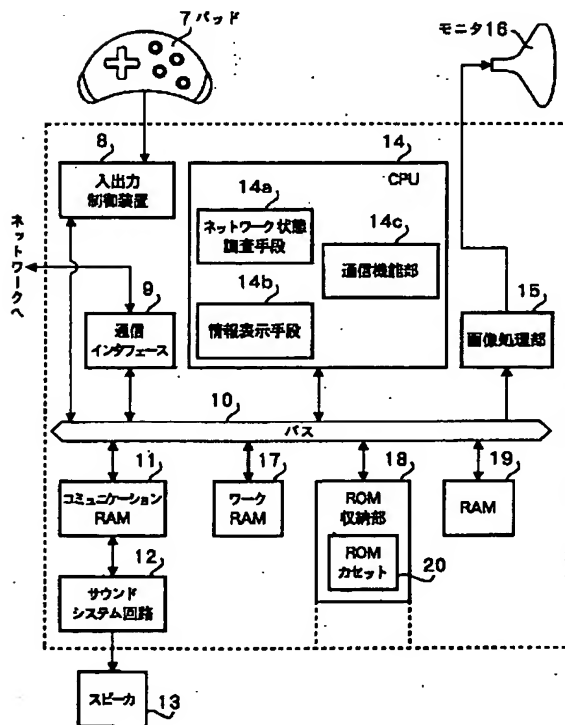 7 パッド
モニタ16
8
入出力
制御装置
14
CPU
14a
ネットワーク状態
調査手段
14c
通信機能部
14b
情報表示手段
ネットワークへ
9
通信
インタフェース
15
画像処理部
10
バス
11
コミュニケーション
RAM
17
ワーク
RAM
18
ROM
収納部
ROM
カセット
20
19
RAM
12
サウンド
システム回路
スピーカ
13